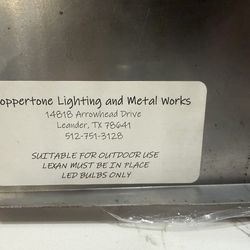 oppertone Lighting and Metal Works
14818 Arrowhead Drive
Leander, TX 78641
512-751-3128
SUITABLE FOR OUTDOOR USE
LEXAN MUST BE IN PLACE
LED BULBS ONLY